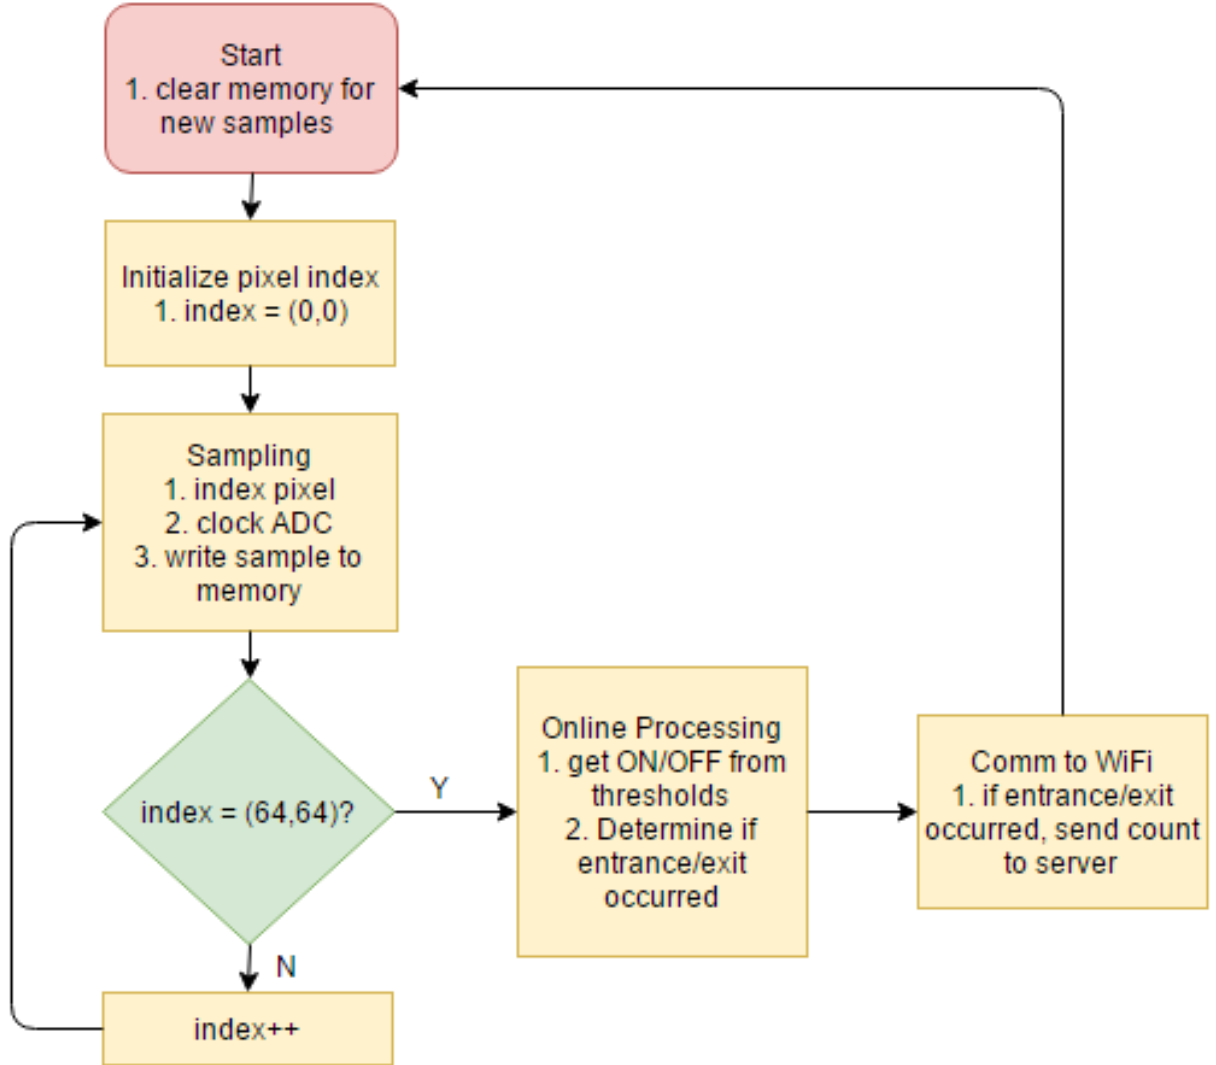 Start
1. clear memory for
new samples
Initialize pixel index
1. index = (0,0)
Sampling
1. index pixel
2. clock ADC
3. write sample to
memory
index = (64,64)?
Y
N
index++
Online Processing
1. get ON/OFF from
thresholds
2. Determine if
entrance/exit
occurred
Comm to WiFi
1. if entrance/exit
occurred, send count
to server